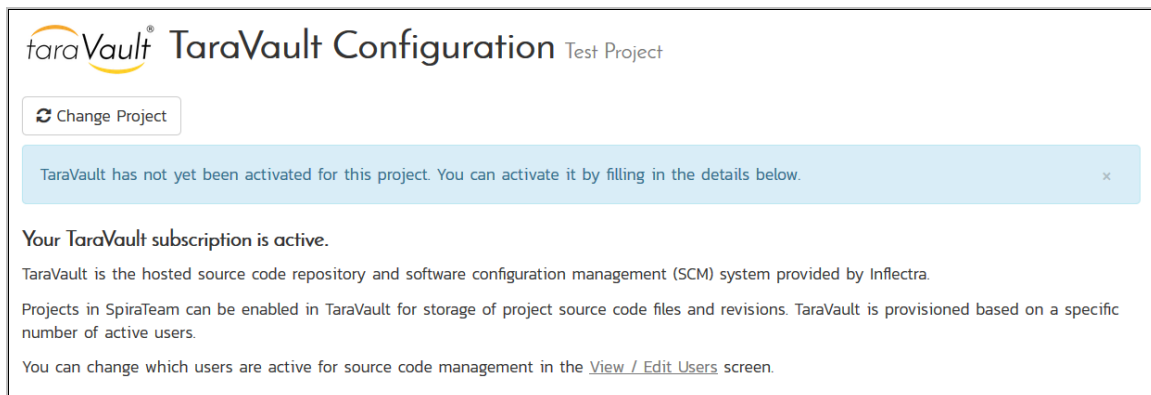 taraVault® TaraVault Configuration Test Project
Change Project
TaraVault has not yet been activated for this project. You can activate it by filling in the details below. ×
Your TaraVault subscription is active.
TaraVault is the hosted source code repository and software configuration management (SCM) system provided by Inflectra.
Projects in SpiraTeam can be enabled in TaraVault for storage of project source code files and revisions. TaraVault is provisioned based on a specific
number of active users.
You can change which users are active for source code management in the View / Edit Users screen.